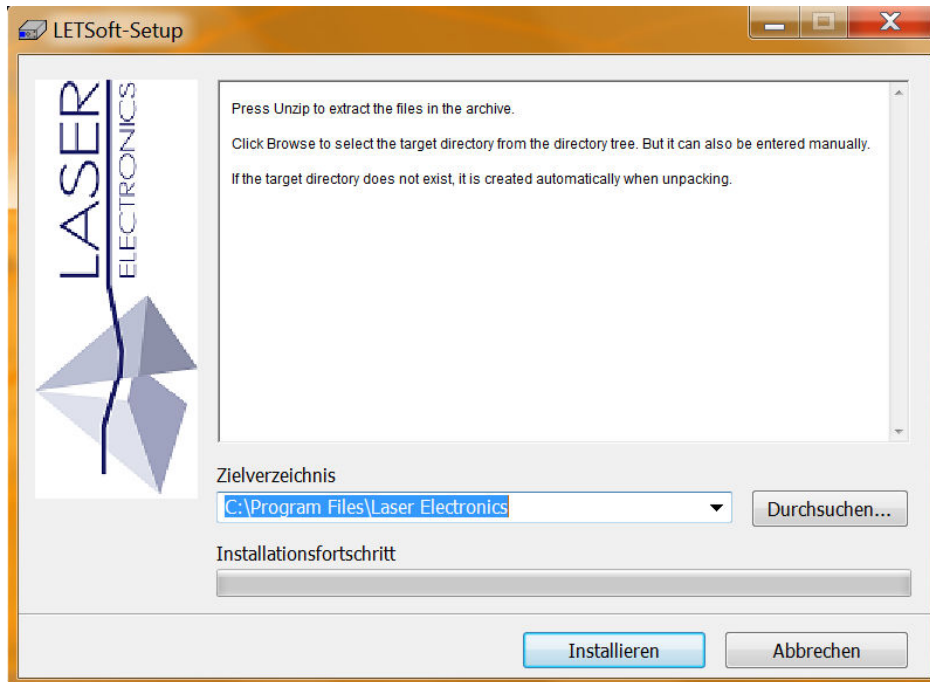 LETSoft-Setup
LASER
ELECTRONICS
Press Unzip to extract the files in the archive.
Click Browse to select the target directory from the directory tree. But it can also be entered manually.
If the target directory does not exist, it is created automatically when unpacking.
Zielverzeichnis
C:\Program Files\Laser Electronics
Durchsuchen...
Installationsfortschritt
Installieren
Abbrechen